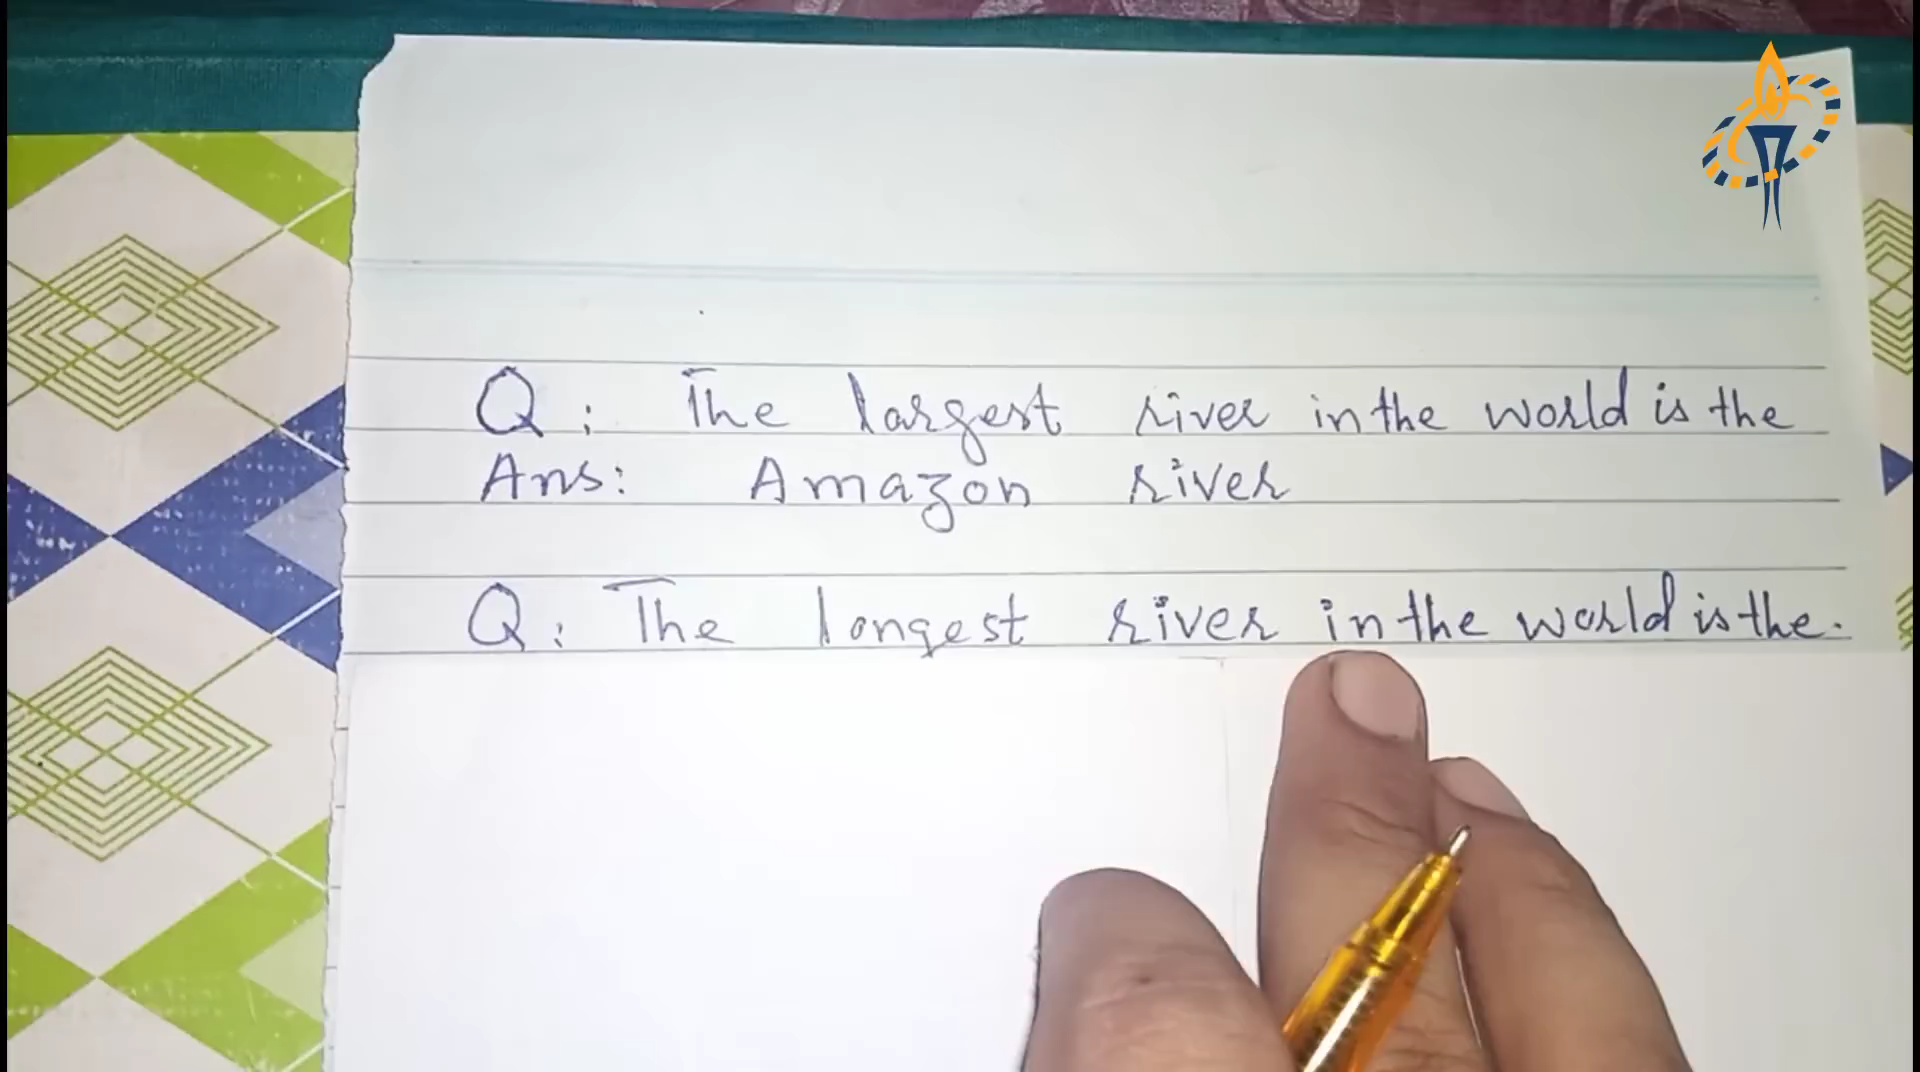 Q: The largest river in the world is the
Ans: Amazon river
Q: The longest river in the world is the.